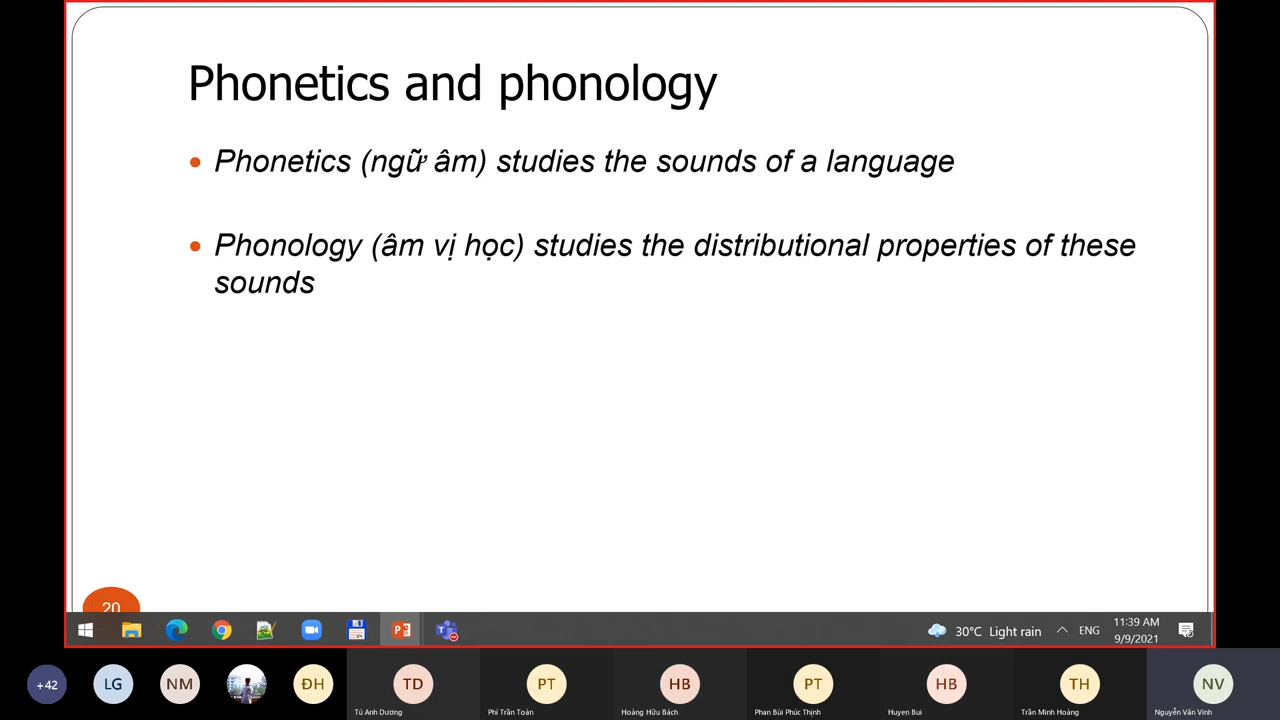 Phonetics and phonology
Phonetics (ngữ âm) studies the sounds of a language
Phonology (âm vị học) studies the distributional properties of these
sounds
20
30°C Light rain
ENG
11:39 AM
9/9/2021
+42
LG
NM
ĐH
TD
PT
HB
PT
HB
TH
NV
Tú Anh Dương
Phí Trần Toàn
Hoàng Hữu Bách
Phan Bùi Phúc Thịnh
Huyen Bui
Trần Minh Hoàng
Nguyễn Văn Vinh